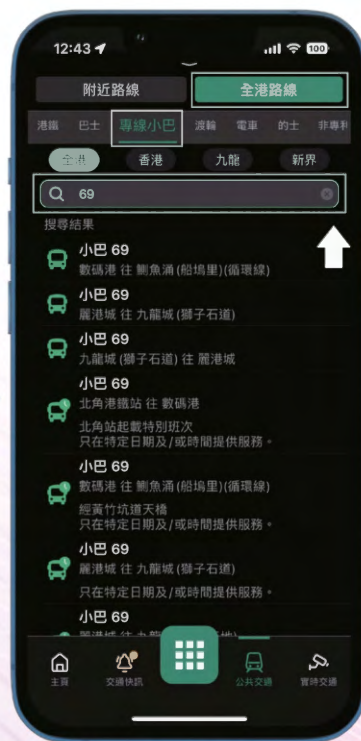 12:43
100
附近路線
全港路線
港鐵
巴士
專線小巴
渡輪
電車
的士
非專利
全港
香港
九龍
新界
69
搜尋結果
小巴 69
數碼港 往 鰂魚涌 (船塢里)(循環線)
小巴 69
麗港城 往 九龍城 (獅子石道)
小巴 69
九龍城 (獅子石道) 往 麗港城
小巴 69
北角港鐵站 往 數碼港
北角站起載特別班次
只在特定日期及/或時間提供服務。
小巴 69
數碼港 往 鰂魚涌 (船塢里)(循環線)
經黃竹坑道天橋
只在特定日期及/或時間提供服務。
小巴 69
麗港城 往 九龍城 (獅子石道)
只在特定日期及/或時間提供服務。
小巴 69
主頁
交通快訊
公共交通
實時交通